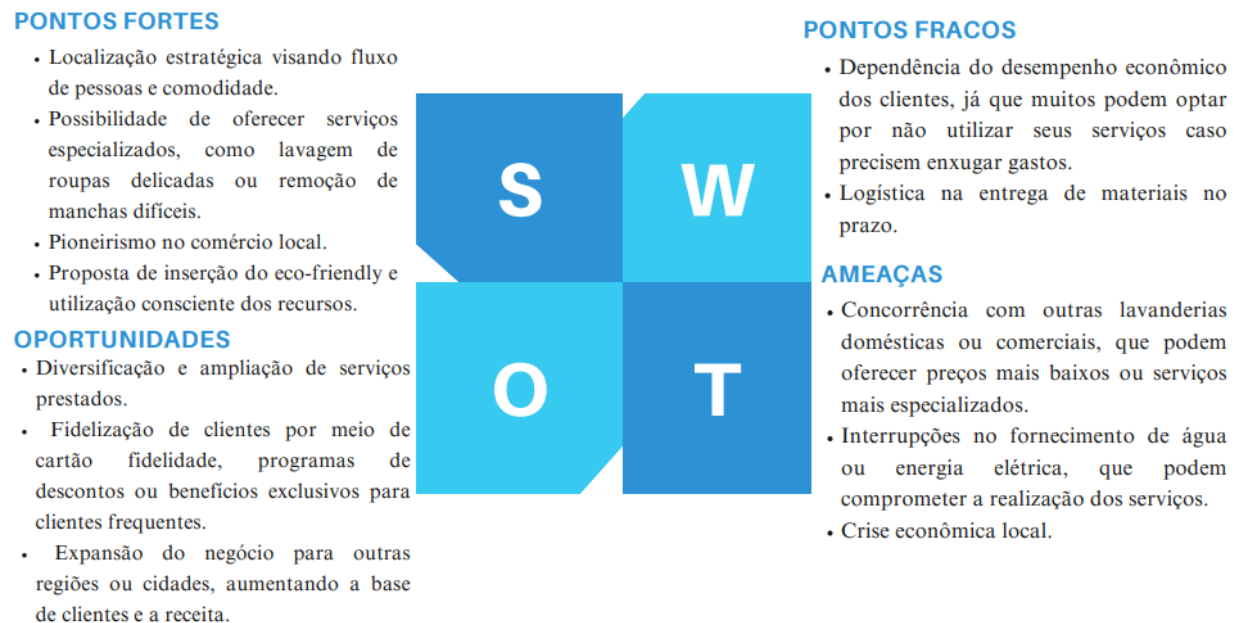 PONTOS FORTES
• Localização estratégica visando fluxo
de pessoas e comodidade.
• Possibilidade de oferecer serviços
especializados, como lavagem de
roupas delicadas ou remoção de
manchas difíceis.
• Pioneirismo no comércio local.
• Proposta de inserção do eco-friendly e
utilização consciente dos recursos.
OPORTUNIDADES
• Diversificação e ampliação de serviços
prestados.
• Fidelização de clientes por meio de
cartão fidelidade, programas de
descontos ou benefícios exclusivos para
clientes frequentes.
• Expansão do negócio para outras
regiões ou cidades, aumentando a base
de clientes e a receita.
S
W
O
T
PONTOS FRACOS
• Dependência do desempenho econômico
dos clientes, já que muitos podem optar
por não utilizar seus serviços caso
precisem enxugar gastos.
• Logística na entrega de materiais no
prazo.
AMEAÇAS
• Concorrência com outras lavanderias
domésticas ou comerciais, que podem
oferecer preços mais baixos ou serviços
mais especializados.
• Interrupções no fornecimento de água
ou energia elétrica, que podem
comprometer a realização dos serviços.
• Crise econômica local.